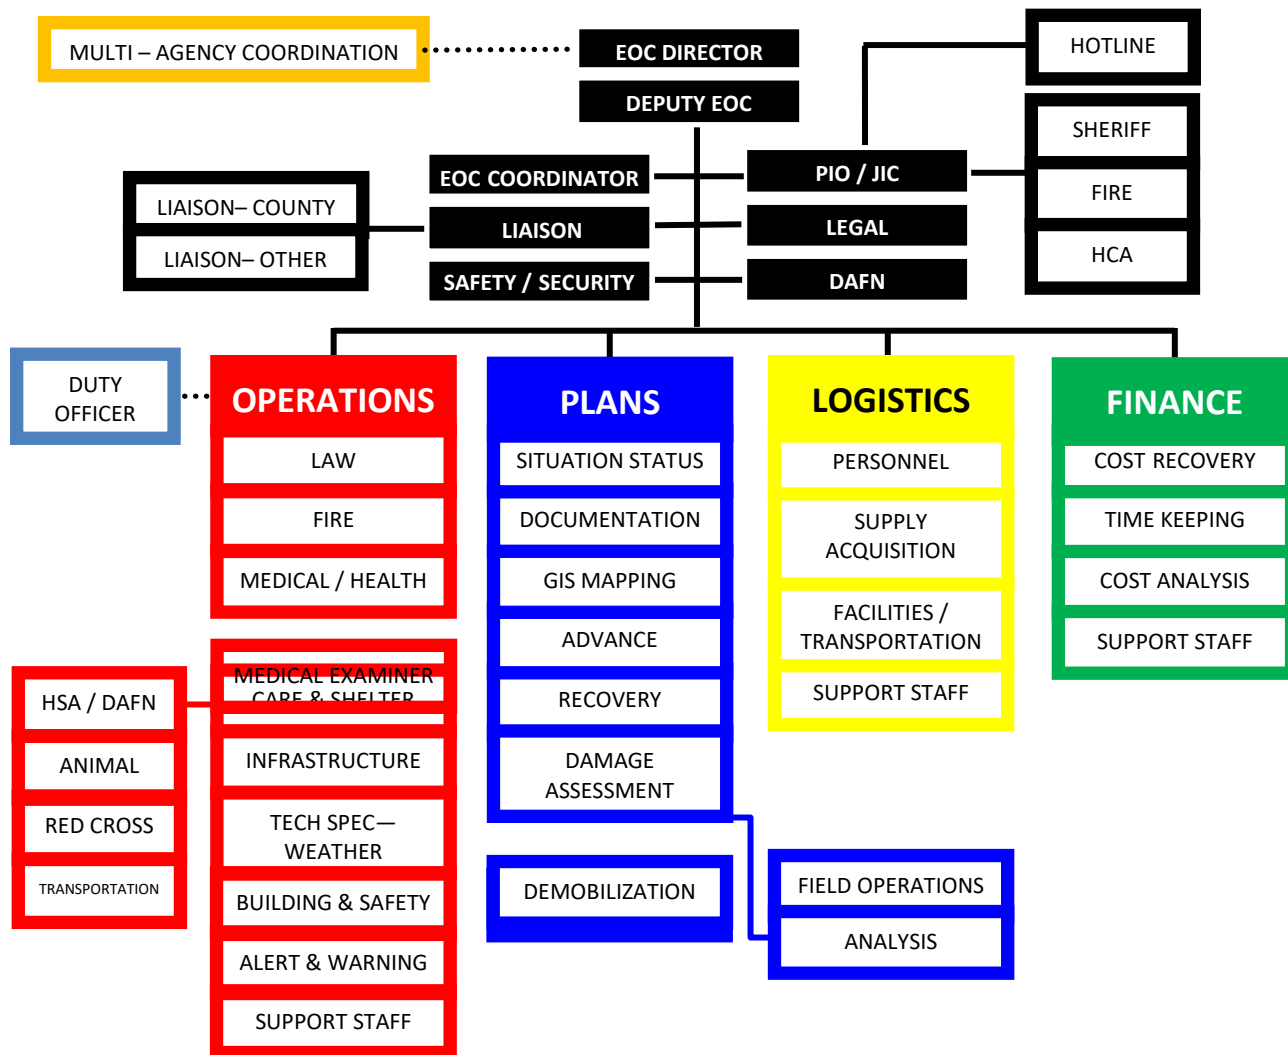 MULTI – AGENCY COORDINATION
EOC DIRECTOR
HOTLINE
DEPUTY EOC
SHERIFF
EOC COORDINATOR
PIO / JIC
FIRE
LIAISON– COUNTY
LIAISON
LEGAL
LIAISON– OTHER
HCA
SAFETY / SECURITY
DAFN
DUTY
OFFICER
OPERATIONS
LAW
FIRE
MEDICAL / HEALTH
MEDICAL EXAMINER
CARE & SHELTER
INFRASTRUCTURE
TECH SPEC—
WEATHER
BUILDING & SAFETY
ALERT & WARNING
SUPPORT STAFF
HSA / DAFN
ANIMAL
RED CROSS
TRANSPORTATION
PLANS
SITUATION STATUS
DOCUMENTATION
GIS MAPPING
ADVANCE
RECOVERY
DAMAGE
ASSESSMENT
DEMOBILIZATION
FIELD OPERATIONS
ANALYSIS
LOGISTICS
PERSONNEL
SUPPLY
ACQUISITION
FACILITIES /
TRANSPORTATION
SUPPORT STAFF
FINANCE
COST RECOVERY
TIME KEEPING
COST ANALYSIS
SUPPORT STAFF